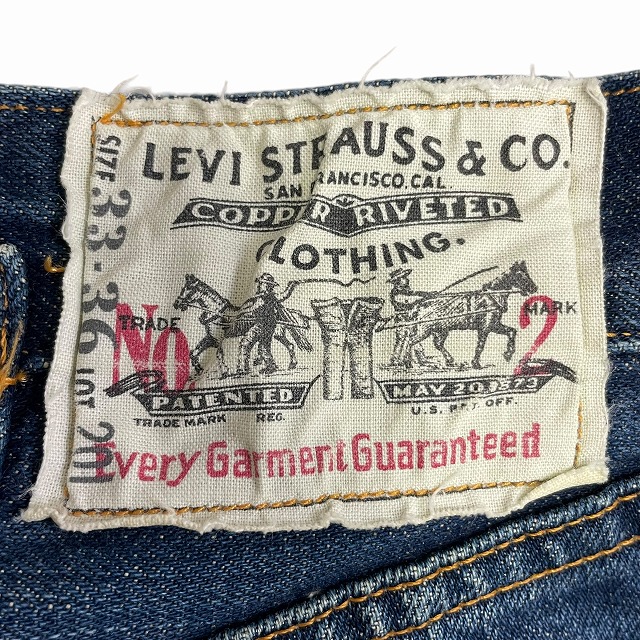 LEVI STRAUSS & CO.
SAN FRANCISCO, CAL.
COPPER RIVETED
CLOTHING.
TRADE MARK
No 2
PATENTED MAY 20 1873
TRADE MARK REG. U.S. PAT. OFF.
Every Garment Guaranteed
SIZE 33-36 LOT 201